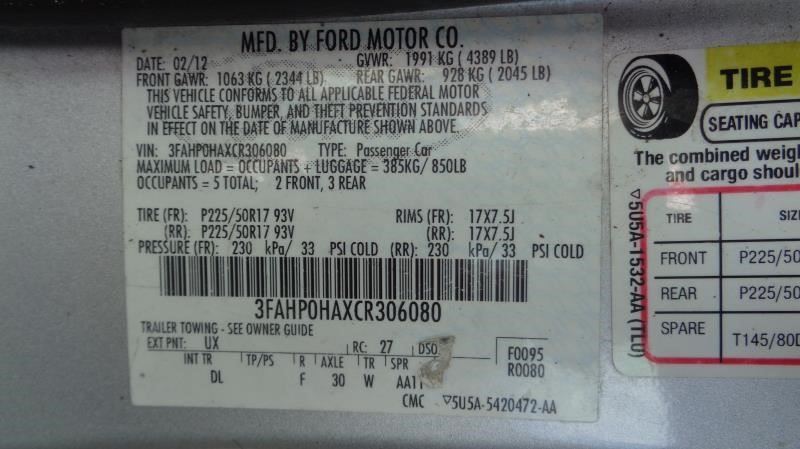 MFD. BY FORD MOTOR CO.
DATE: 02/12 GVWR: 1991 KG ( 4389 LB)
FRONT GAWR: 1063 KG ( 2344 LB) REAR GAWR: 928 KG ( 2045 LB)
THIS VEHICLE CONFORMS TO ALL APPLICABLE FEDERAL MOTOR
VEHICLE SAFETY, BUMPER, AND THEFT PREVENTION STANDARDS
IN EFFECT ON THE DATE OF MANUFACTURE SHOWN ABOVE.
VIN: 3FAHP0HAXCR306080 TYPE: Passenger Car
MAXIMUM LOAD = OCCUPANTS + LUGGAGE = 385KG/ 850LB
OCCUPANTS = 5 TOTAL; 2 FRONT, 3 REAR
TIRE (FR): P225/50R17 93V RIMS (FR): 17X7.5J
(RR): P225/50R17 93V (RR): 17X7.5J
PRESSURE (FR): 230 kPa/ 33 PSI COLD (RR): 230 kPa/ 33 PSI COLD
3FAHP0HAXCR306080
TRAILER TOWING - SEE OWNER GUIDE
EXT PNT: UX RC: 27 DSO: F0095
R0080
INT TR TP/PS R AXLE TR SPR
DL F 30 W AA11
CMC ▽5U5A-5420472-AA
TIRE
SEATING CAP
The combined weigh
and cargo shoul
TIRE SIZ
FRONT P225/50
REAR P225/50
SPARE T145/80D
▽5U5A-1532-AA (TLU)